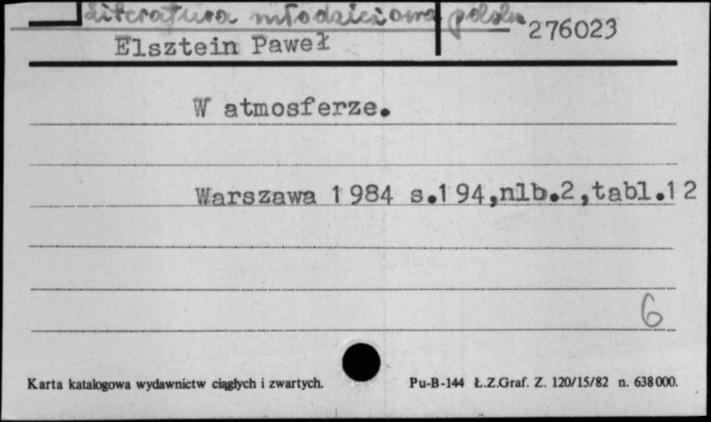 Literatura młodzieżowa polska
276023
Elsztein Paweł
W atmosferze.
Warszawa 1984 s.194,nlb.2,tabl.12
6
Karta katalogowa wydawnictw ciągłych i zwartych. Pu-B-144 Ł.Z.Graf. Z. 120/15/82 n. 638000.